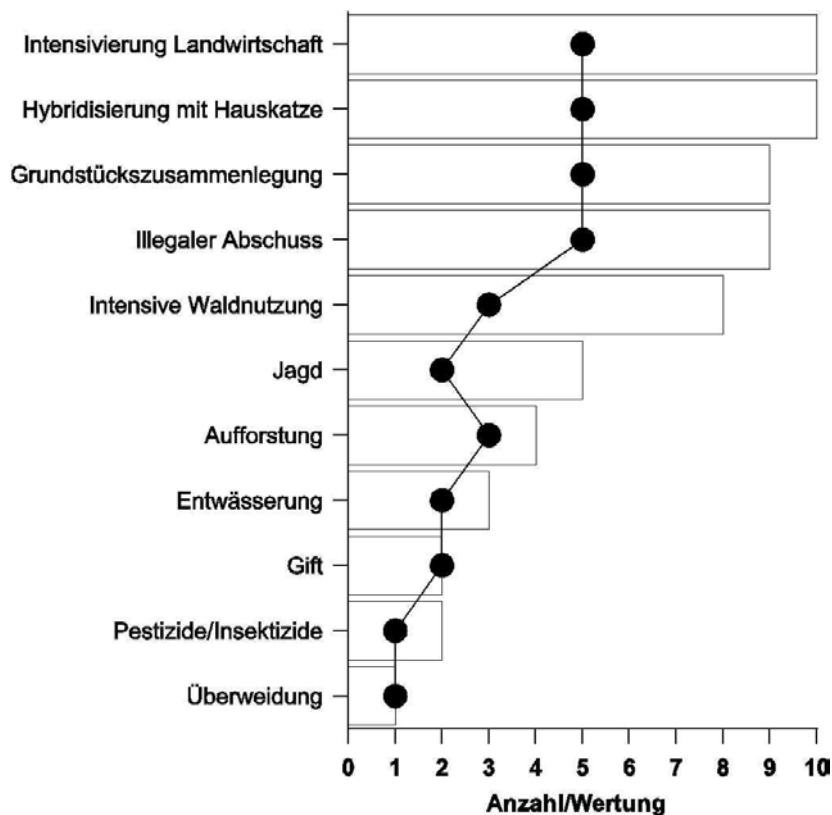 Intensivierung Landwirtschaft
Hybridisierung mit Hauskatze
Grundstückszusammenlegung
Illegaler Abschuss
Intensive Waldnutzung
Jagd
Aufforstung
Entwässerung
Gift
Pestizide/Insektizide
Überweidung
0 1 2 3 4 5 6 7 8 9 10
Anzahl/Wertung